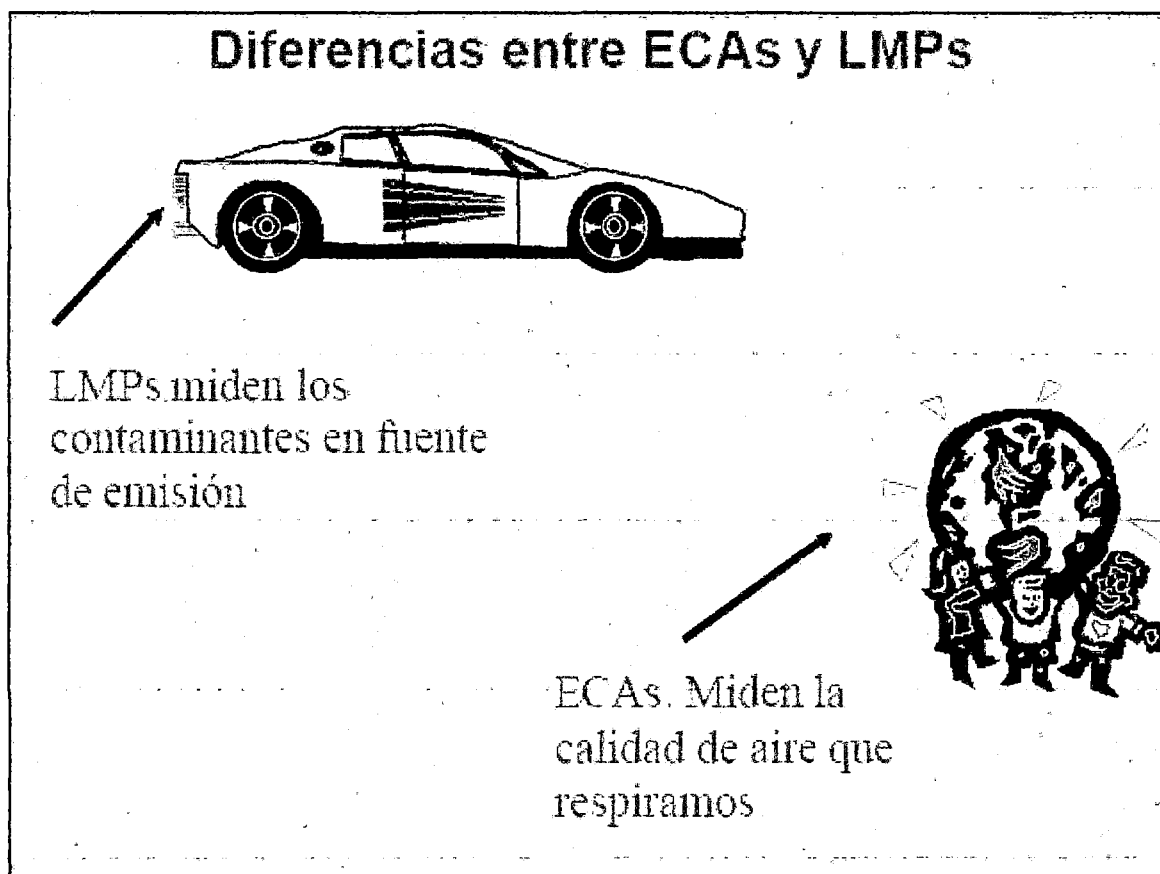 Diferencias entre ECAs y LMPs
LMPs miden los
contaminantes en fuente
de emisión
ECAs. Miden la
calidad de aire que
respiramos